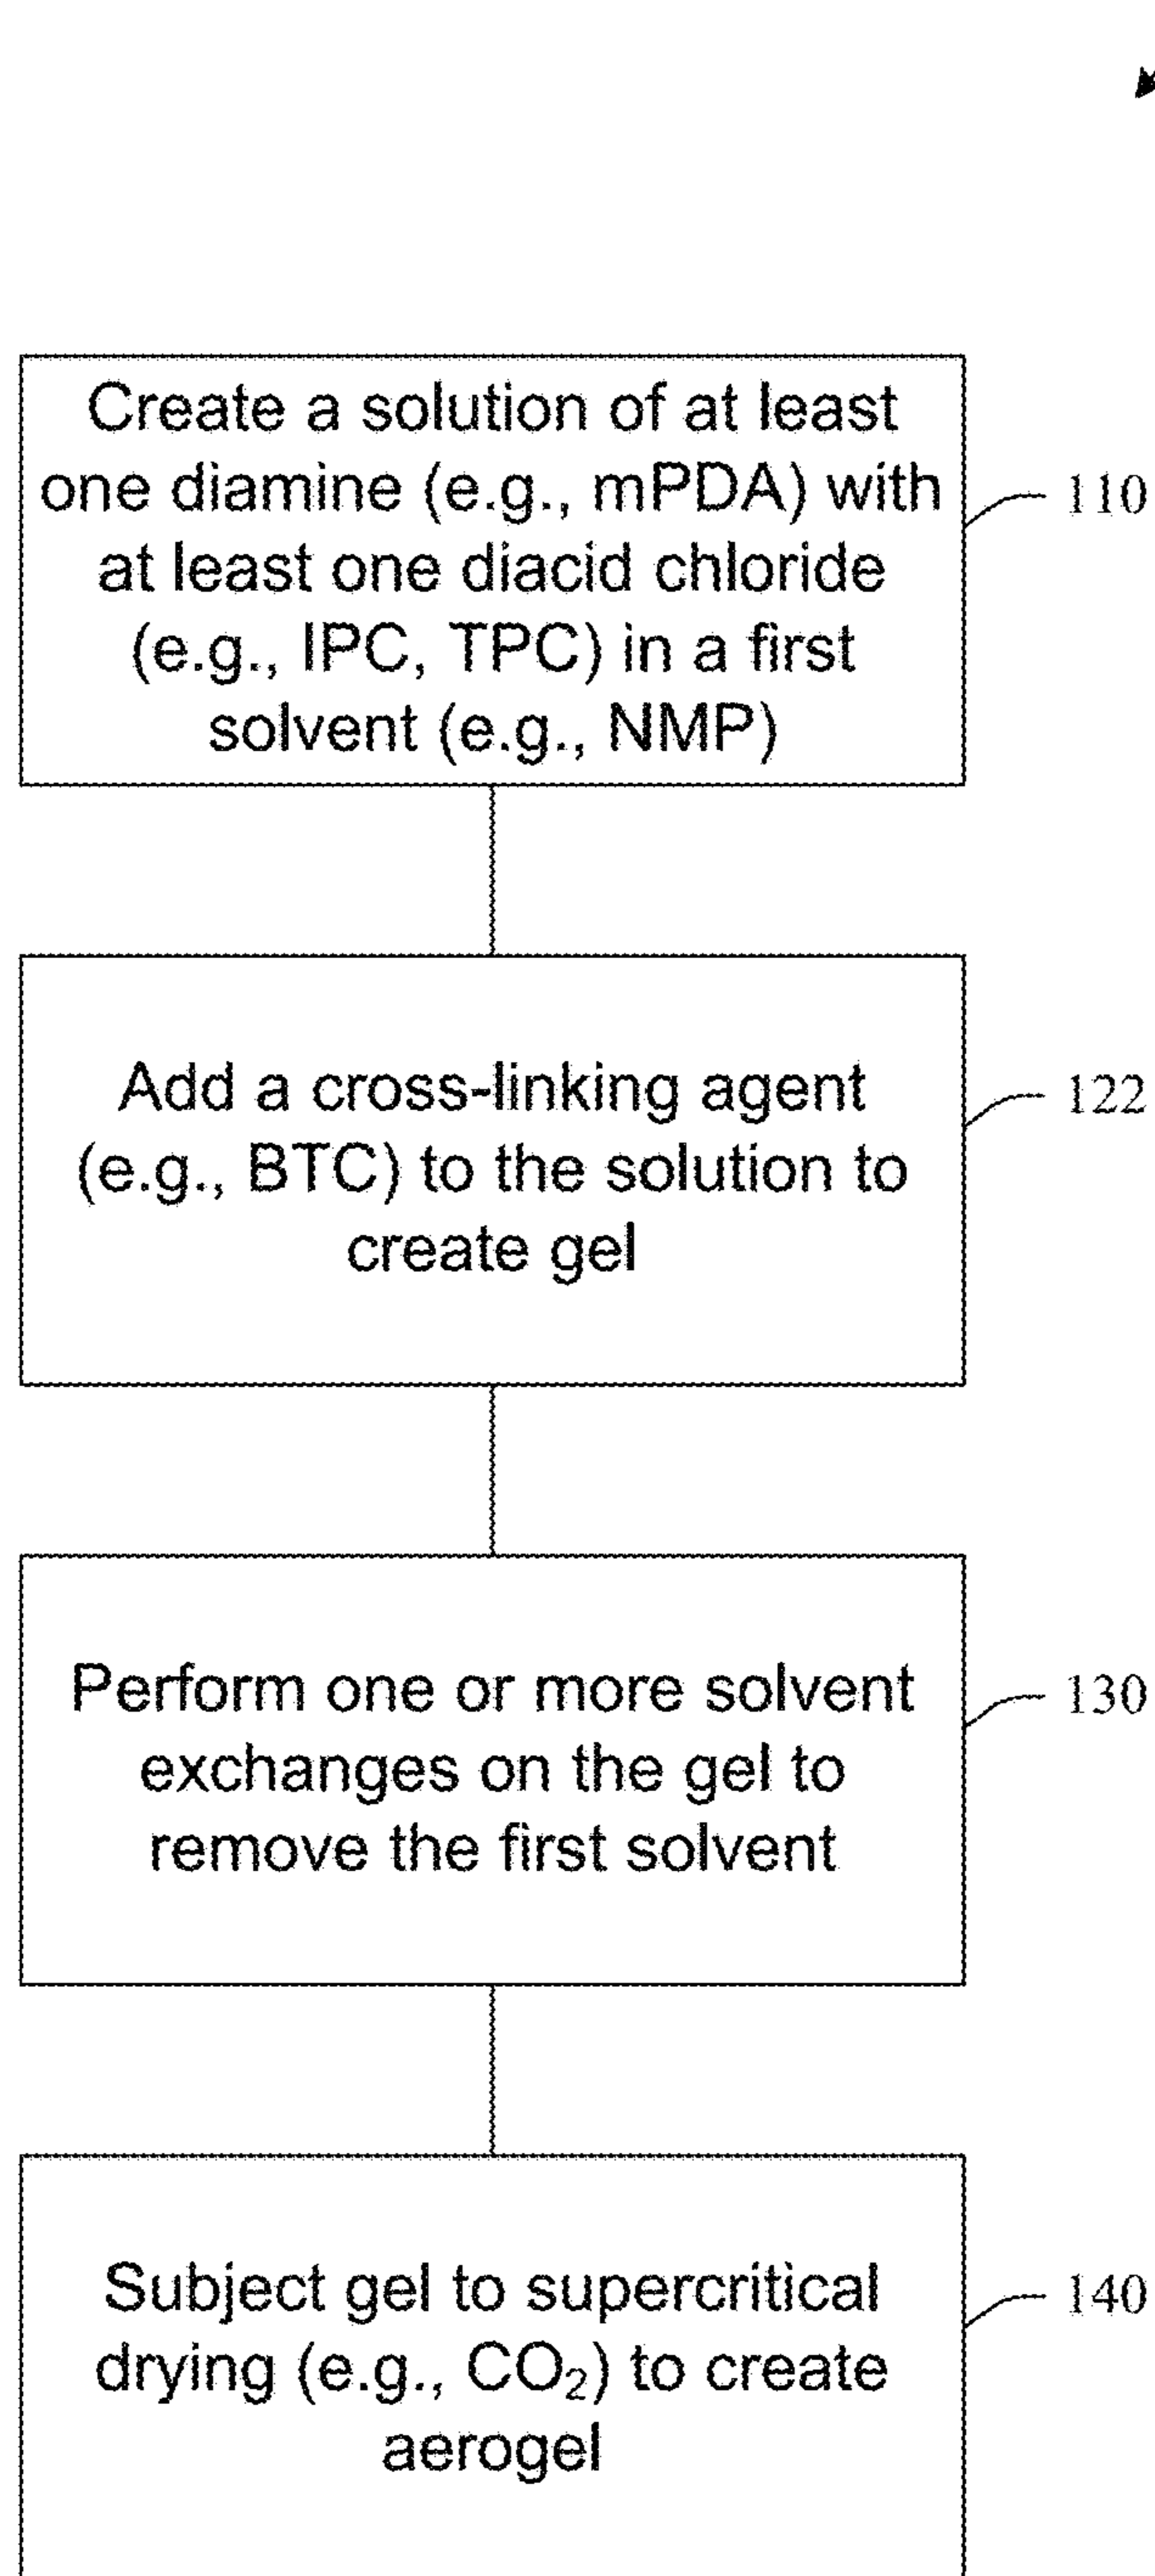 Create a solution of at least
one diamine (e.g., mPDA) with
at least one diacid chloride
(e.g., IPC, TPC) in a first
solvent (e.g., NMP)
110
Add a cross-linking agent
(e.g., BTC) to the solution to
create gel
122
Perform one or more solvent
exchanges on the gel to
remove the first solvent
130
Subject gel to supercritical
drying (e.g., CO₂) to create
aerogel
140